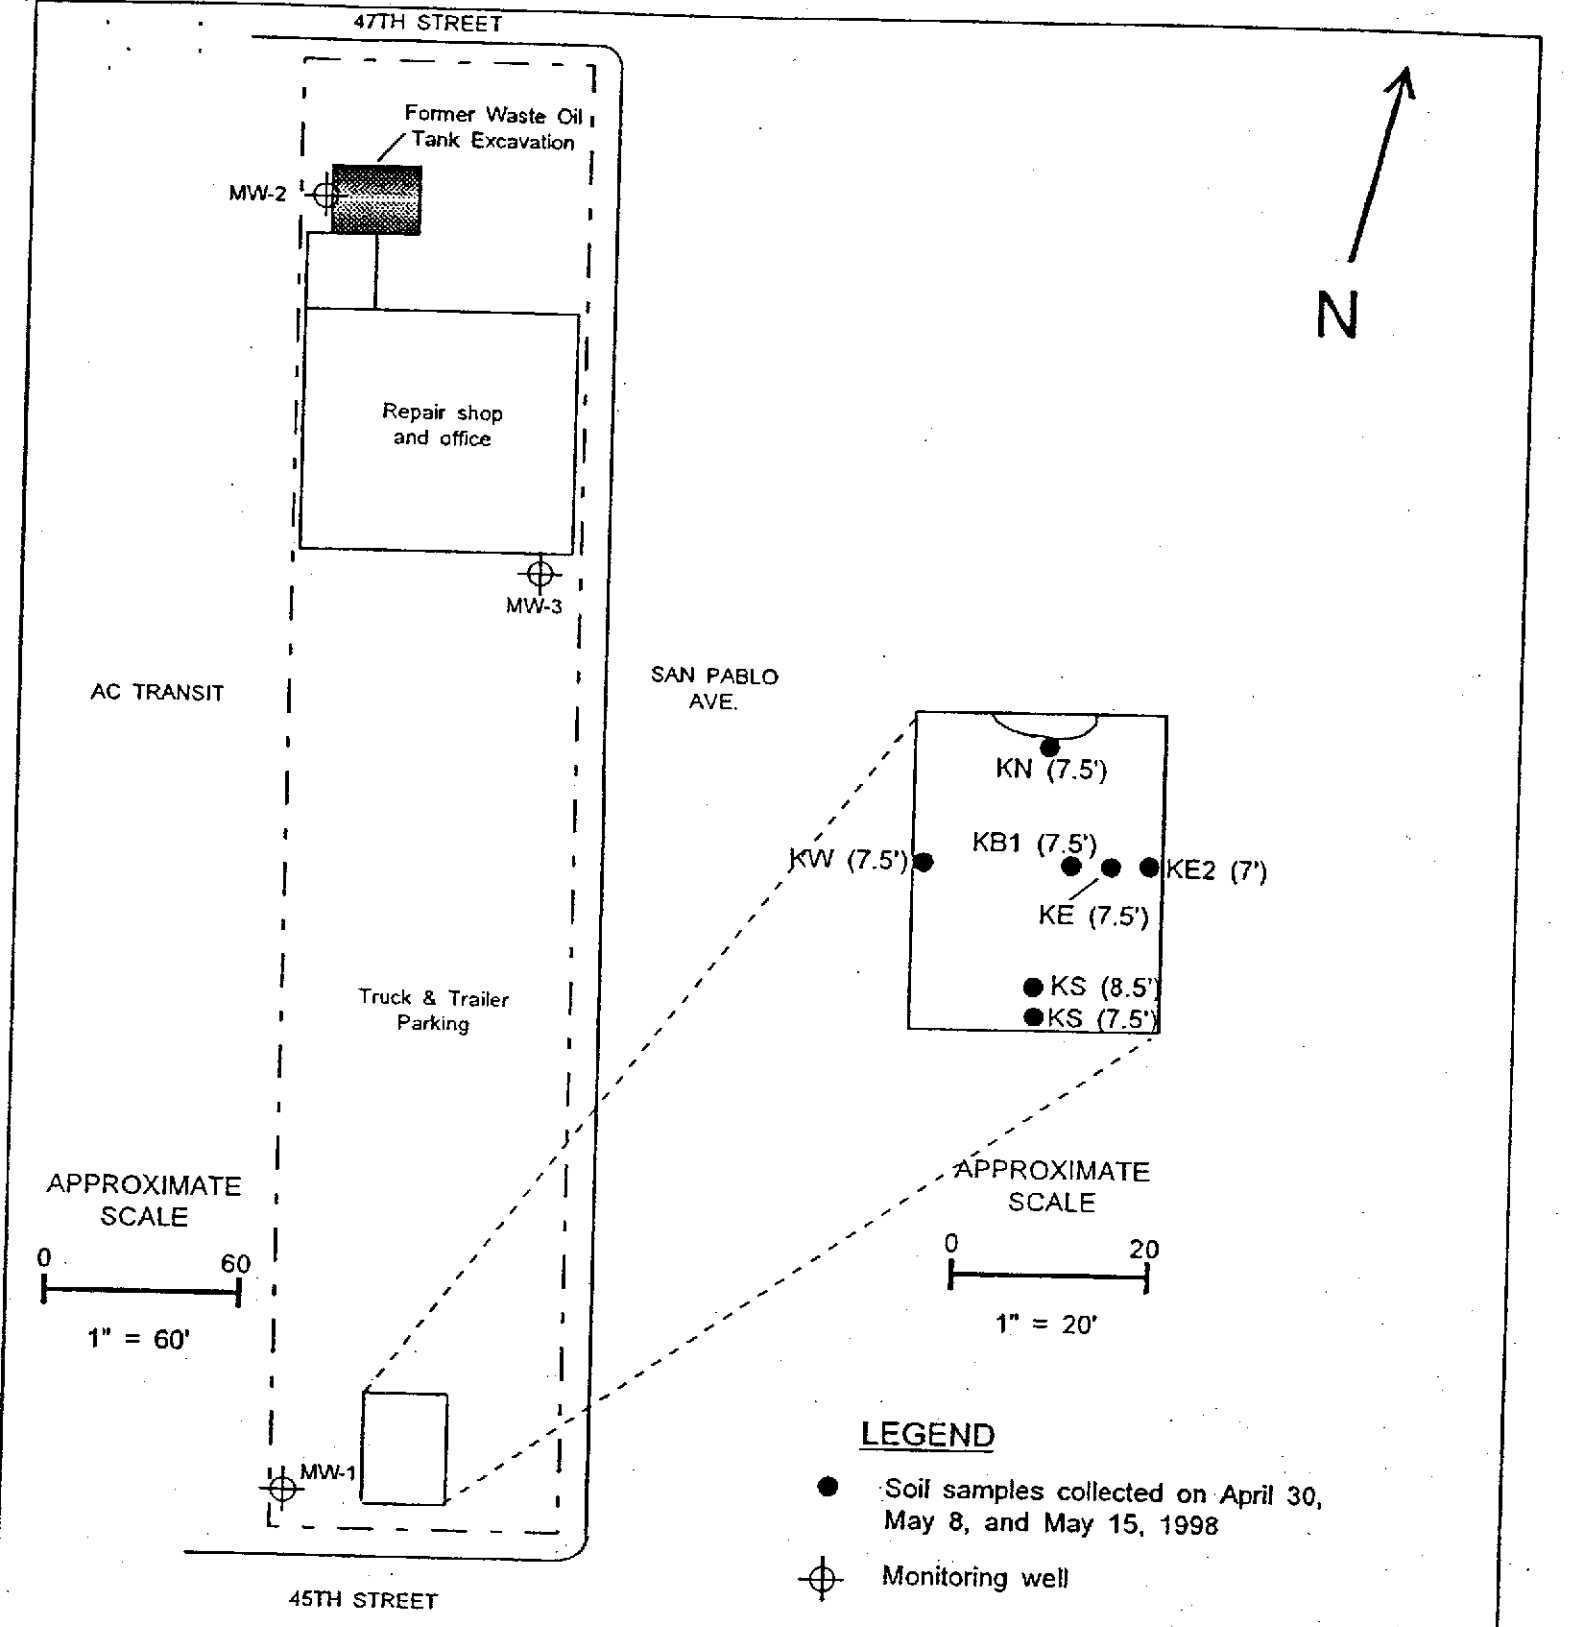 47TH STREET
Former Waste Oil
Tank Excavation
MW-2
N
Repair shop
and office
MW-3
AC TRANSIT
SAN PABLO
AVE.
KN (7.5')
KB1 (7.5')
KW (7.5')
KE2 (7')
KE (7.5')
KS (8.5')
KS (7.5')
Truck & Trailer
Parking
APPROXIMATE
SCALE
0 60
1" = 60'
APPROXIMATE
SCALE
0 20
1" = 20'
MW-1
LEGEND
Soil samples collected on April 30,
May 8, and May 15, 1998
Monitoring well
45TH STREET